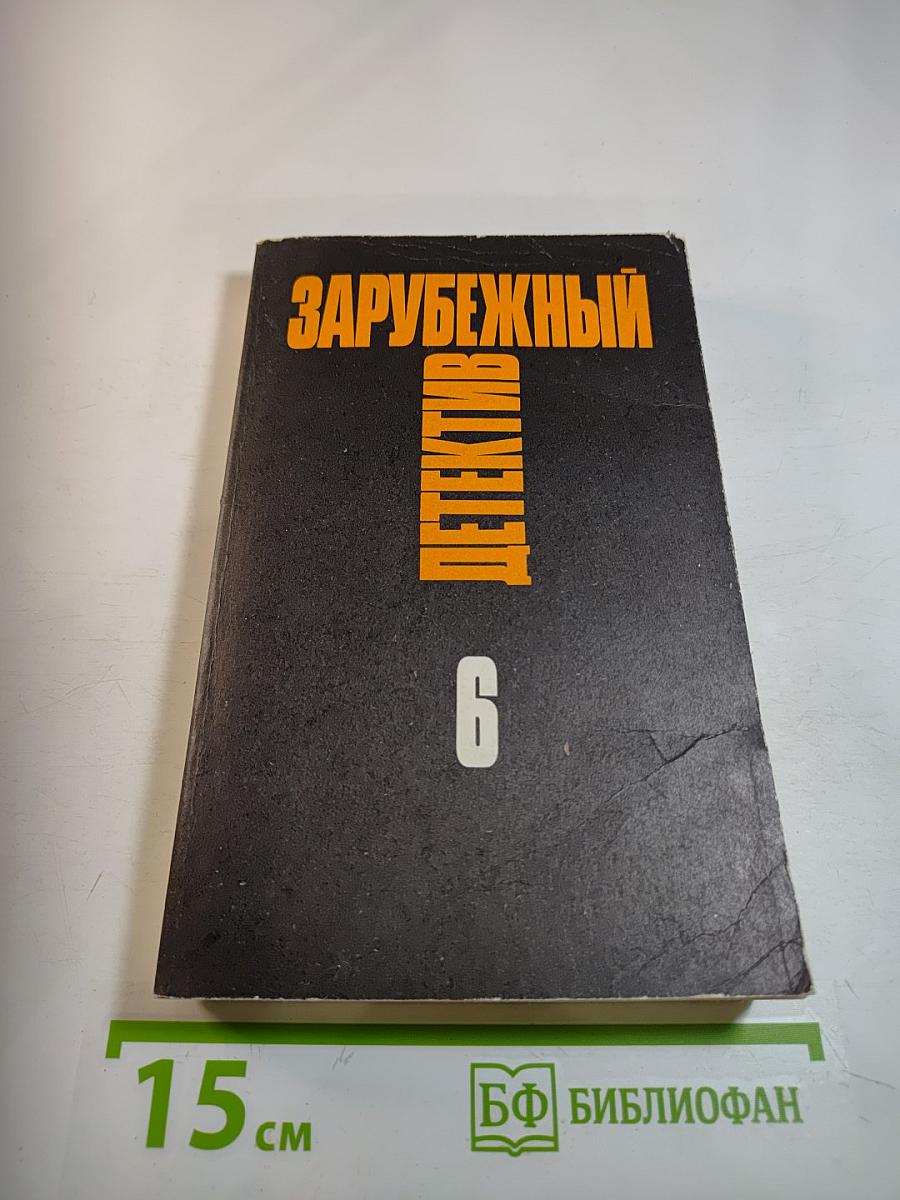 ЗАРУБЕЖНЫЙ
ДЕТЕКТИВ
6
15 см
БФ БИБЛИОФАН